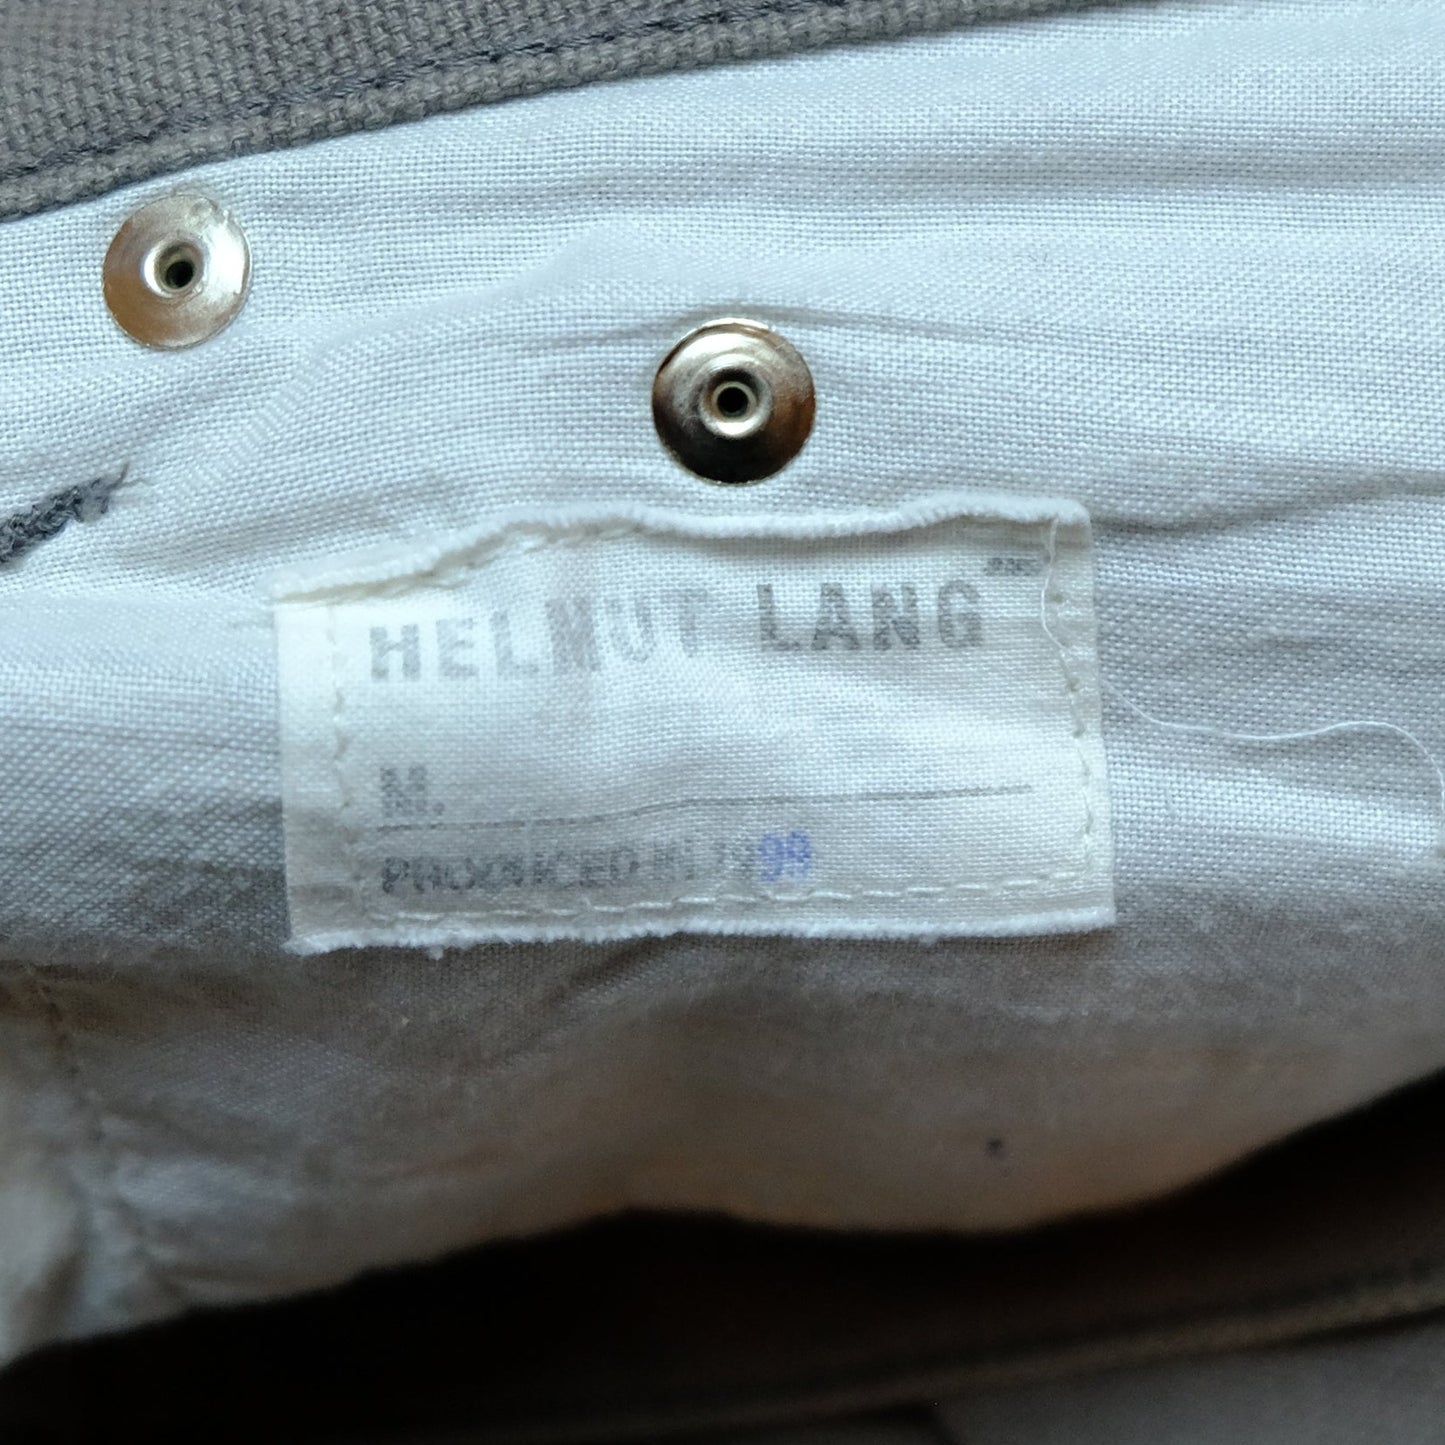 HELMUT LANG
M.
PRODUCED IN 1998